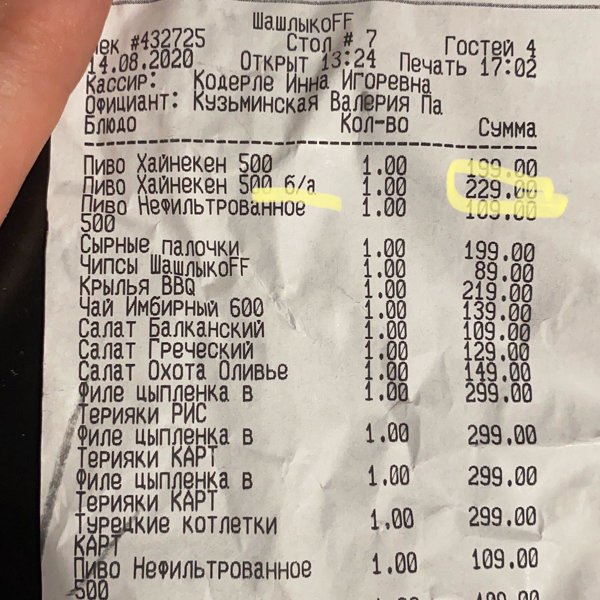 ШашлыкоFF
Чек #432725 Стол # 7 Гостей 4
14.08.2020 Открыт 13:24 Печать 17:02
Кассир: Кодерле Инна Игоревна
Официант: Кузьминская Валерия Па
Блюдо Кол-во Сумма
Пиво Хайнекен 500 1.00 199.00
Пиво Хайнекен 500 б/а 1.00 229.00
Пиво Нефильтрованное 1.00 109.00
500
Сырные палочки 1.00 199.00
Чипсы ШашлыкоFF 1.00 89.00
Крылья BBQ 1.00 219.00
Чай Имбирный 600 1.00 139.00
Салат Балканский 1.00 109.00
Салат Греческий 1.00 129.00
Салат Охота Оливье 1.00 149.00
Филе цыпленка в 1.00 299.00
Терияки РИС
Филе цыпленка в 1.00 299.00
Терияки КАРТ
Филе цыпленка в 1.00 299.00
Терияки КАРТ
Турецкие котлетки 1.00 299.00
КАРТ
Пиво Нефильтрованное 1.00 109.00
500